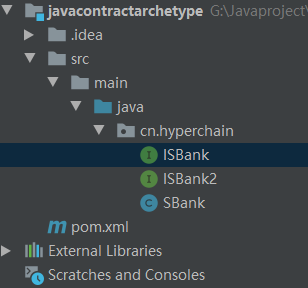 javacontractarchetype G:\Javaproject\
.idea
src
main
java
cn.hyperchain
I ISBank
I ISBank2
C SBank
pom.xml
External Libraries
Scratches and Consoles